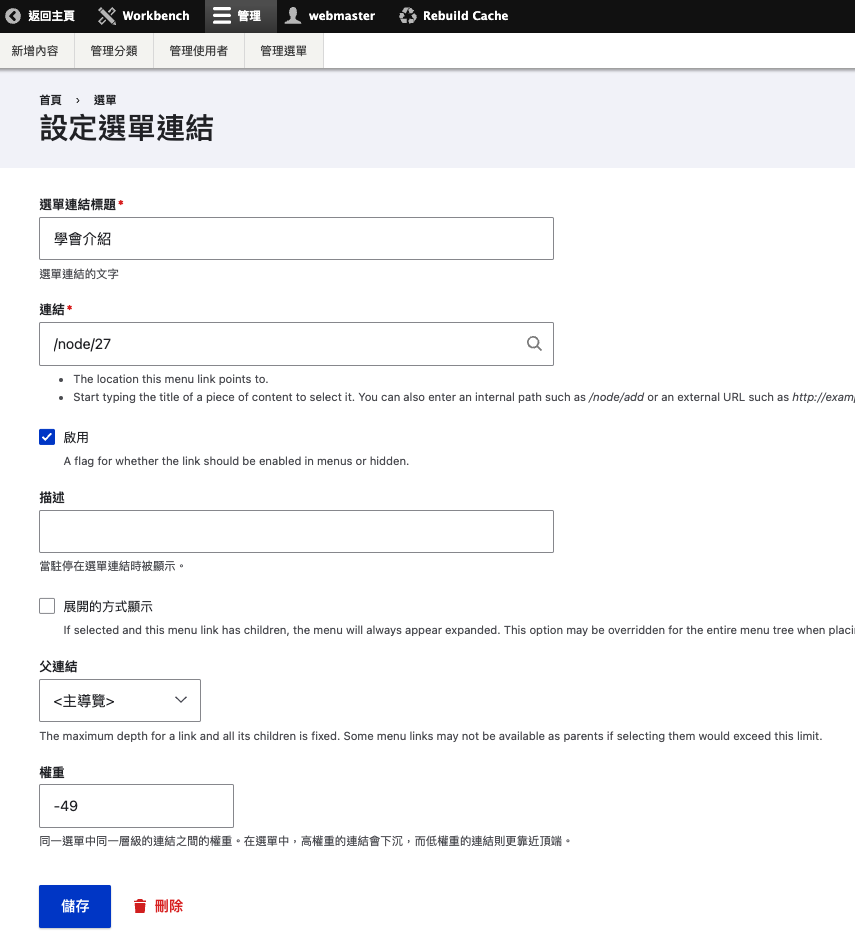 返回主頁 Workbench 管理 webmaster Rebuild Cache
新增內容 管理分類 管理使用者 管理選單
首頁 › 選單
設定選單連結
選單連結標題*
學會介紹
選單連結的文字
連結*
/node/27
• The location this menu link points to.
• Start typing the title of a piece of content to select it. You can also enter an internal path such as /node/add or an external URL such as http://examp
啟用
A flag for whether the link should be enabled in menus or hidden.
描述
當駐停在選單連結時被顯示。
展開的方式顯示
If selected and this menu link has children, the menu will always appear expanded. This option may be overridden for the entire menu tree when placi
父連結
<主導覽>
The maximum depth for a link and all its children is fixed. Some menu links may not be available as parents if selecting them would exceed this limit.
權重
-49
同一選單中同一層級的連結之間的權重。在選單中，高權重的連結會下沉，而低權重的連結則更靠近頂端。
儲存 刪除